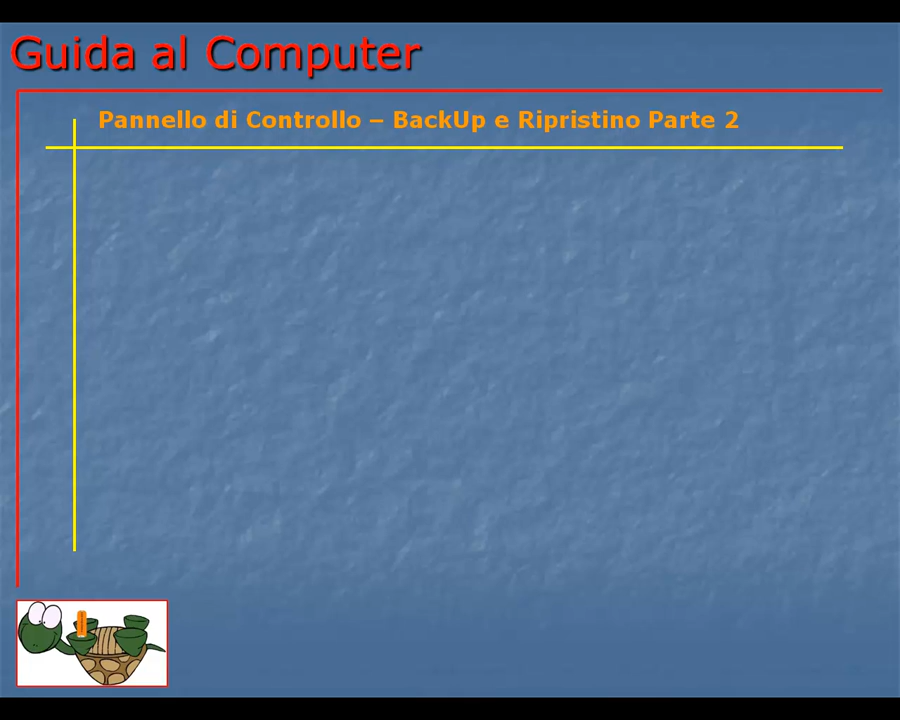 Guida al Computer
Pannello di Controllo – BackUp e Ripristino Parte 2